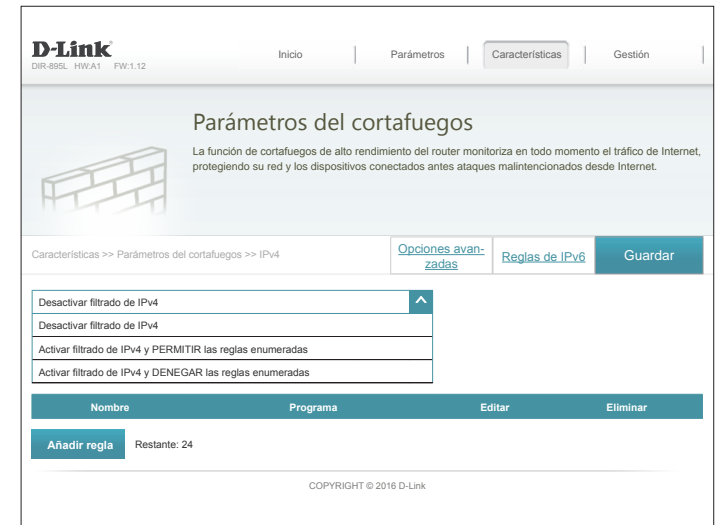 D-Link
DIR-895L HW:A1 FW:1.12
Inicio
Parámetros
Características
Gestión
Parámetros del cortafuegos
La función de cortafuegos de alto rendimiento del router monitoriza en todo momento el tráfico de Internet,
protegiendo su red y los dispositivos conectados antes ataques malintencionados desde Internet.
Características >> Parámetros del cortafuegos >> IPv4
Opciones avan-
zadas
Reglas de IPv6
Guardar
Desactivar filtrado de IPv4
Desactivar filtrado de IPv4
Activar filtrado de IPv4 y PERMITIR las reglas enumeradas
Activar filtrado de IPv4 y DENEGAR las reglas enumeradas
Nombre
Programa
Editar
Eliminar
Añadir regla
Restante: 24
COPYRIGHT © 2016 D-Link